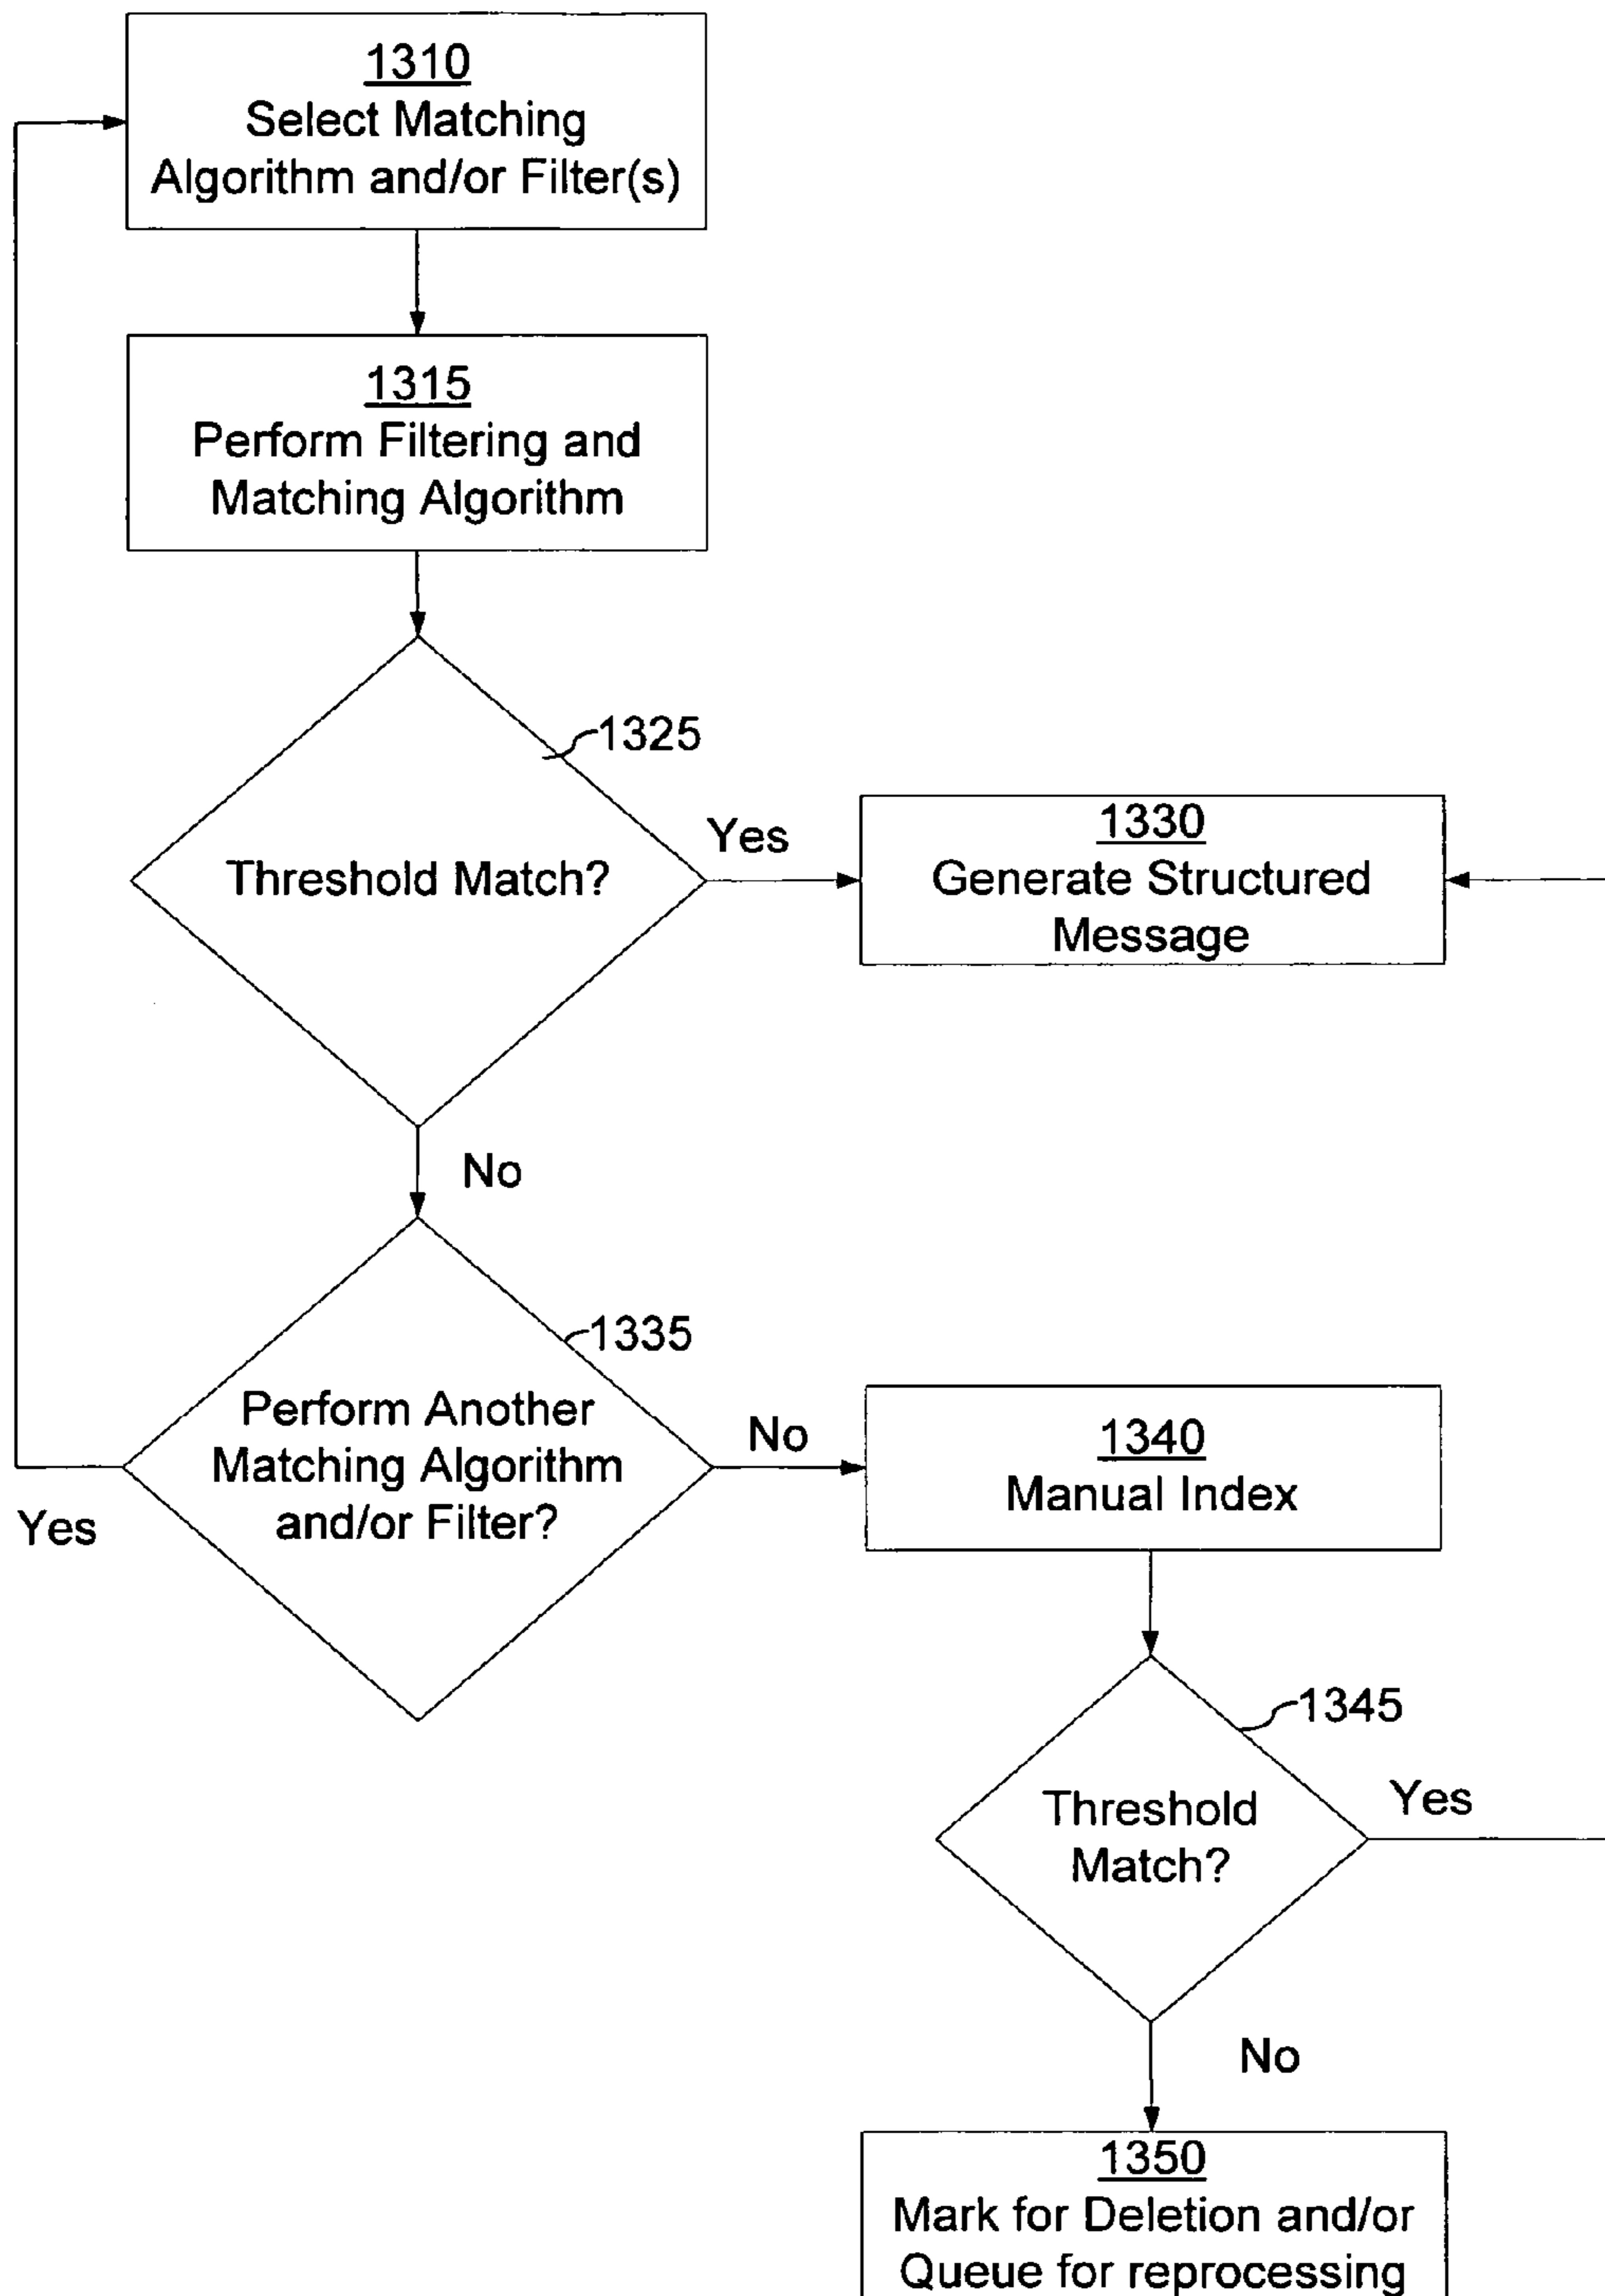 1310
Select Matching
Algorithm and/or Filter(s)
1315
Perform Filtering and
Matching Algorithm
1325
Threshold Match?
Yes
1330
Generate Structured
Message
No
1335
Perform Another
Matching Algorithm
and/or Filter?
Yes
No
1340
Manual Index
1345
Threshold
Match?
Yes
No
1350
Mark for Deletion and/or
Queue for reprocessing